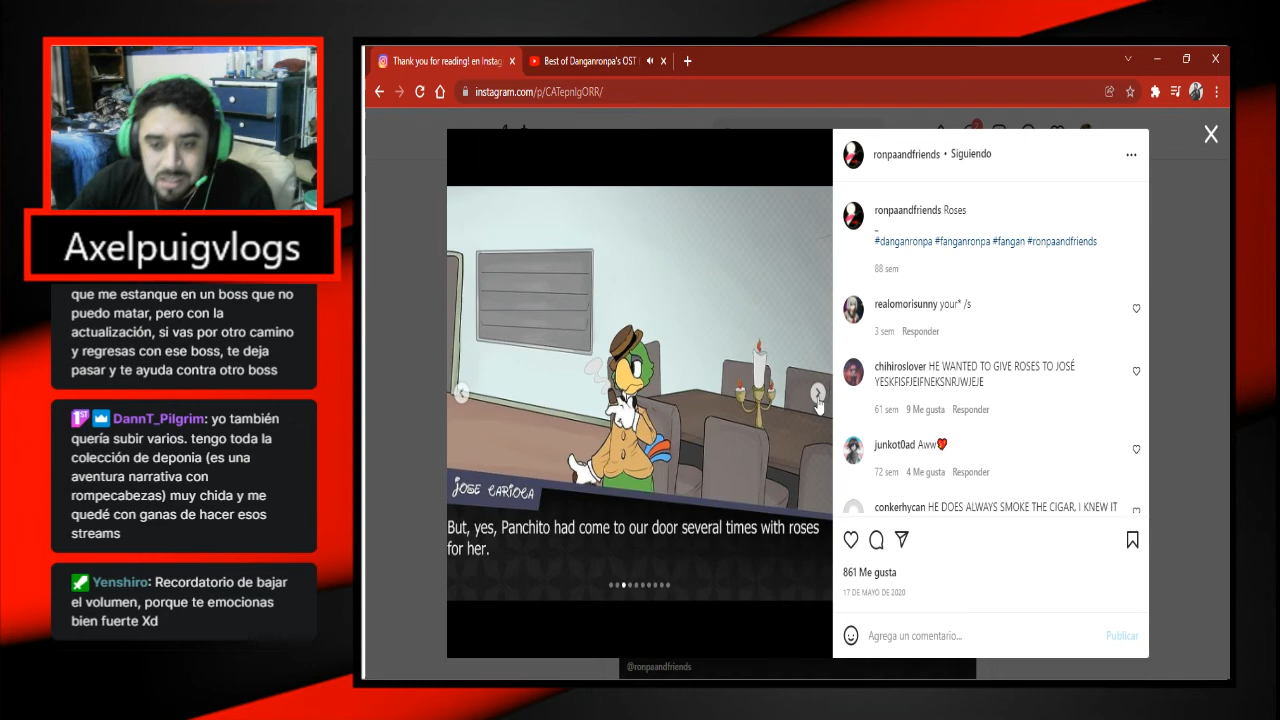 Thank you for reading! en Instag
Best of Danganronpa's OST
instagram.com/p/CATepnIgORR/
Axelpuigvlogs
que me estanque en un boss que no
puedo matar, pero con la
actualización, si vas por otro camino
y regresas con ese boss, te deja
pasar y te ayuda contra otro boss
1ST DannT_Pilgrim: yo también
quería subir varios. tengo toda la
colección de deponia (es una
aventura narrativa con
rompecabezas) muy chida y me
quedé con ganas de hacer esos
streams
Yenshiro: Recordatorio de bajar
el volumen, porque te emocionas
bien fuerte Xd
JOSE CARIOCA
But, yes, Panchito had come to our door several times with roses
for her.
@ronpaandfriends
ronpaandfriends • Siguiendo
ronpaandfriends Roses
_
#danganronpa #fanganronpa #fangan #ronpaandfriends
88 sem
realomorisunny your* /s
3 sem Responder
chihiroslover HE WANTED TO GIVE ROSES TO JOSÉ
YESKFISFJEIFNEKSNRJWJEJE
61 sem 9 Me gusta Responder
junkot0ad Aww
72 sem 4 Me gusta Responder
conkerhycan HE DOES ALWAYS SMOKE THE CIGAR, I KNEW IT
861 Me gusta
17 DE MAYO DE 2020
Agrega un comentario...
Publicar